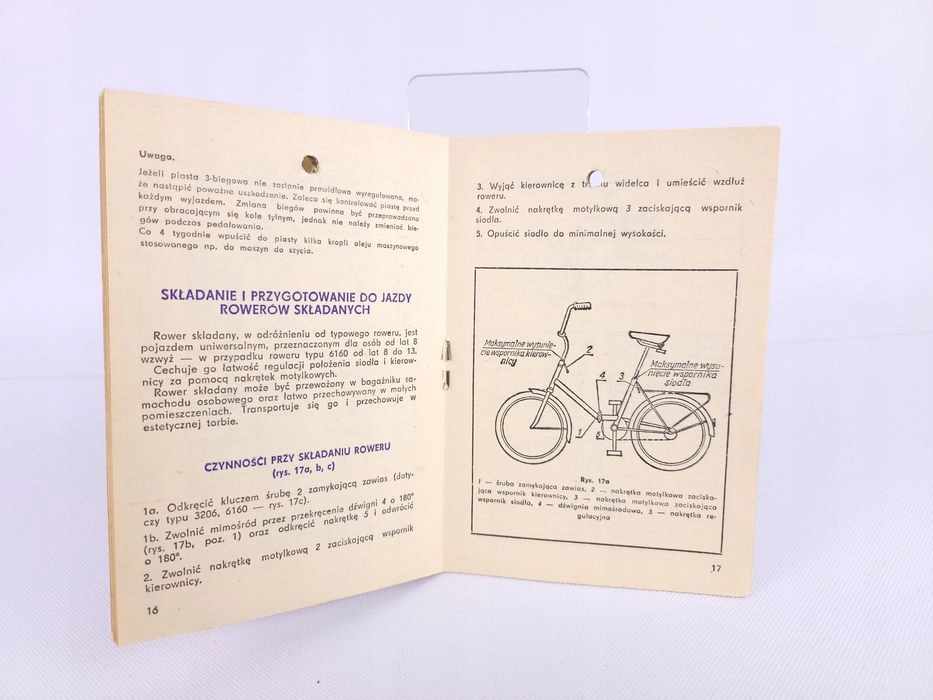 Uwaga.
Jeżeli piasta 3-biegowa nie zostanie prawidłowo wyregulowana, mo-
że nastąpić poważne uszkodzenie. Zaleca się kontrolować piastę przed
każdym wyjazdem. Zmiana biegów powinna być przeprowadzana
przy obracającym się kole tylnym, jednak nie należy zmieniać bie-
gów podczas pedałowania.
Co 4 tygodnie wpuścić do piasty kilka kropli oleju maszynowego
stosowanego np. do maszyn do szycia.
SKŁADANIE I PRZYGOTOWANIE DO JAZDY
ROWERÓW SKŁADANYCH
Rower składany, w odróżnieniu od typowego roweru, jest
pojazdem uniwersalnym, przeznaczonym dla osób od lat 8
wzwyż — w przypadku roweru typu 6160 od lat 8 do 13.
Cechuje go łatwość regulacji położenia siodła i kierow-
nicy za pomocą nakrętek motylkowych.
Rower składany może być przewożony w bagażniku sa-
mochodu osobowego oraz łatwo przechowywany w małych
pomieszczeniach. Transportuje się go i przechowuje w
estetycznej torbie.
CZYNNOŚCI PRZY SKŁADANIU ROWERU
(rys. 17a, b, c)
1a. Odkręcić kluczem śrubę 2 zamykającą zawias (doty-
czy typu 3206, 6160 — rys. 17c).
1b. Zwolnić mimośród przez przekręcenie dźwigni 4 o 180°
(rys. 17b, poz. 1) oraz odkręcić nakrętkę 5 i odwrócić
o 180°.
2. Zwolnić nakrętkę motylkową 2 zaciskającą wspornik
kierownicy.
16
3. Wyjąć kierownicę z widelca i umieścić wzdłuż
roweru.
4. Zwolnić nakrętkę motylkową 3 zaciskającą wspornik
siodła.
5. Opuścić siodło do minimalnej wysokości.
Maksymalne wysunię-
cie wspornika kierow-
nicy
2
Maksymalne wysu-
nięcie wspornika
siodła
4
3
1
5
Rys. 17a
1 — śruba zamykająca zawias, 2 — nakrętka motylkowa zaciska-
jąca wspornik kierownicy, 3 — nakrętka motylkowa zaciskająca
wspornik siodła, 4 — dźwignia mimośrodowa, 5 — nakrętka re-
gulacyjna
17